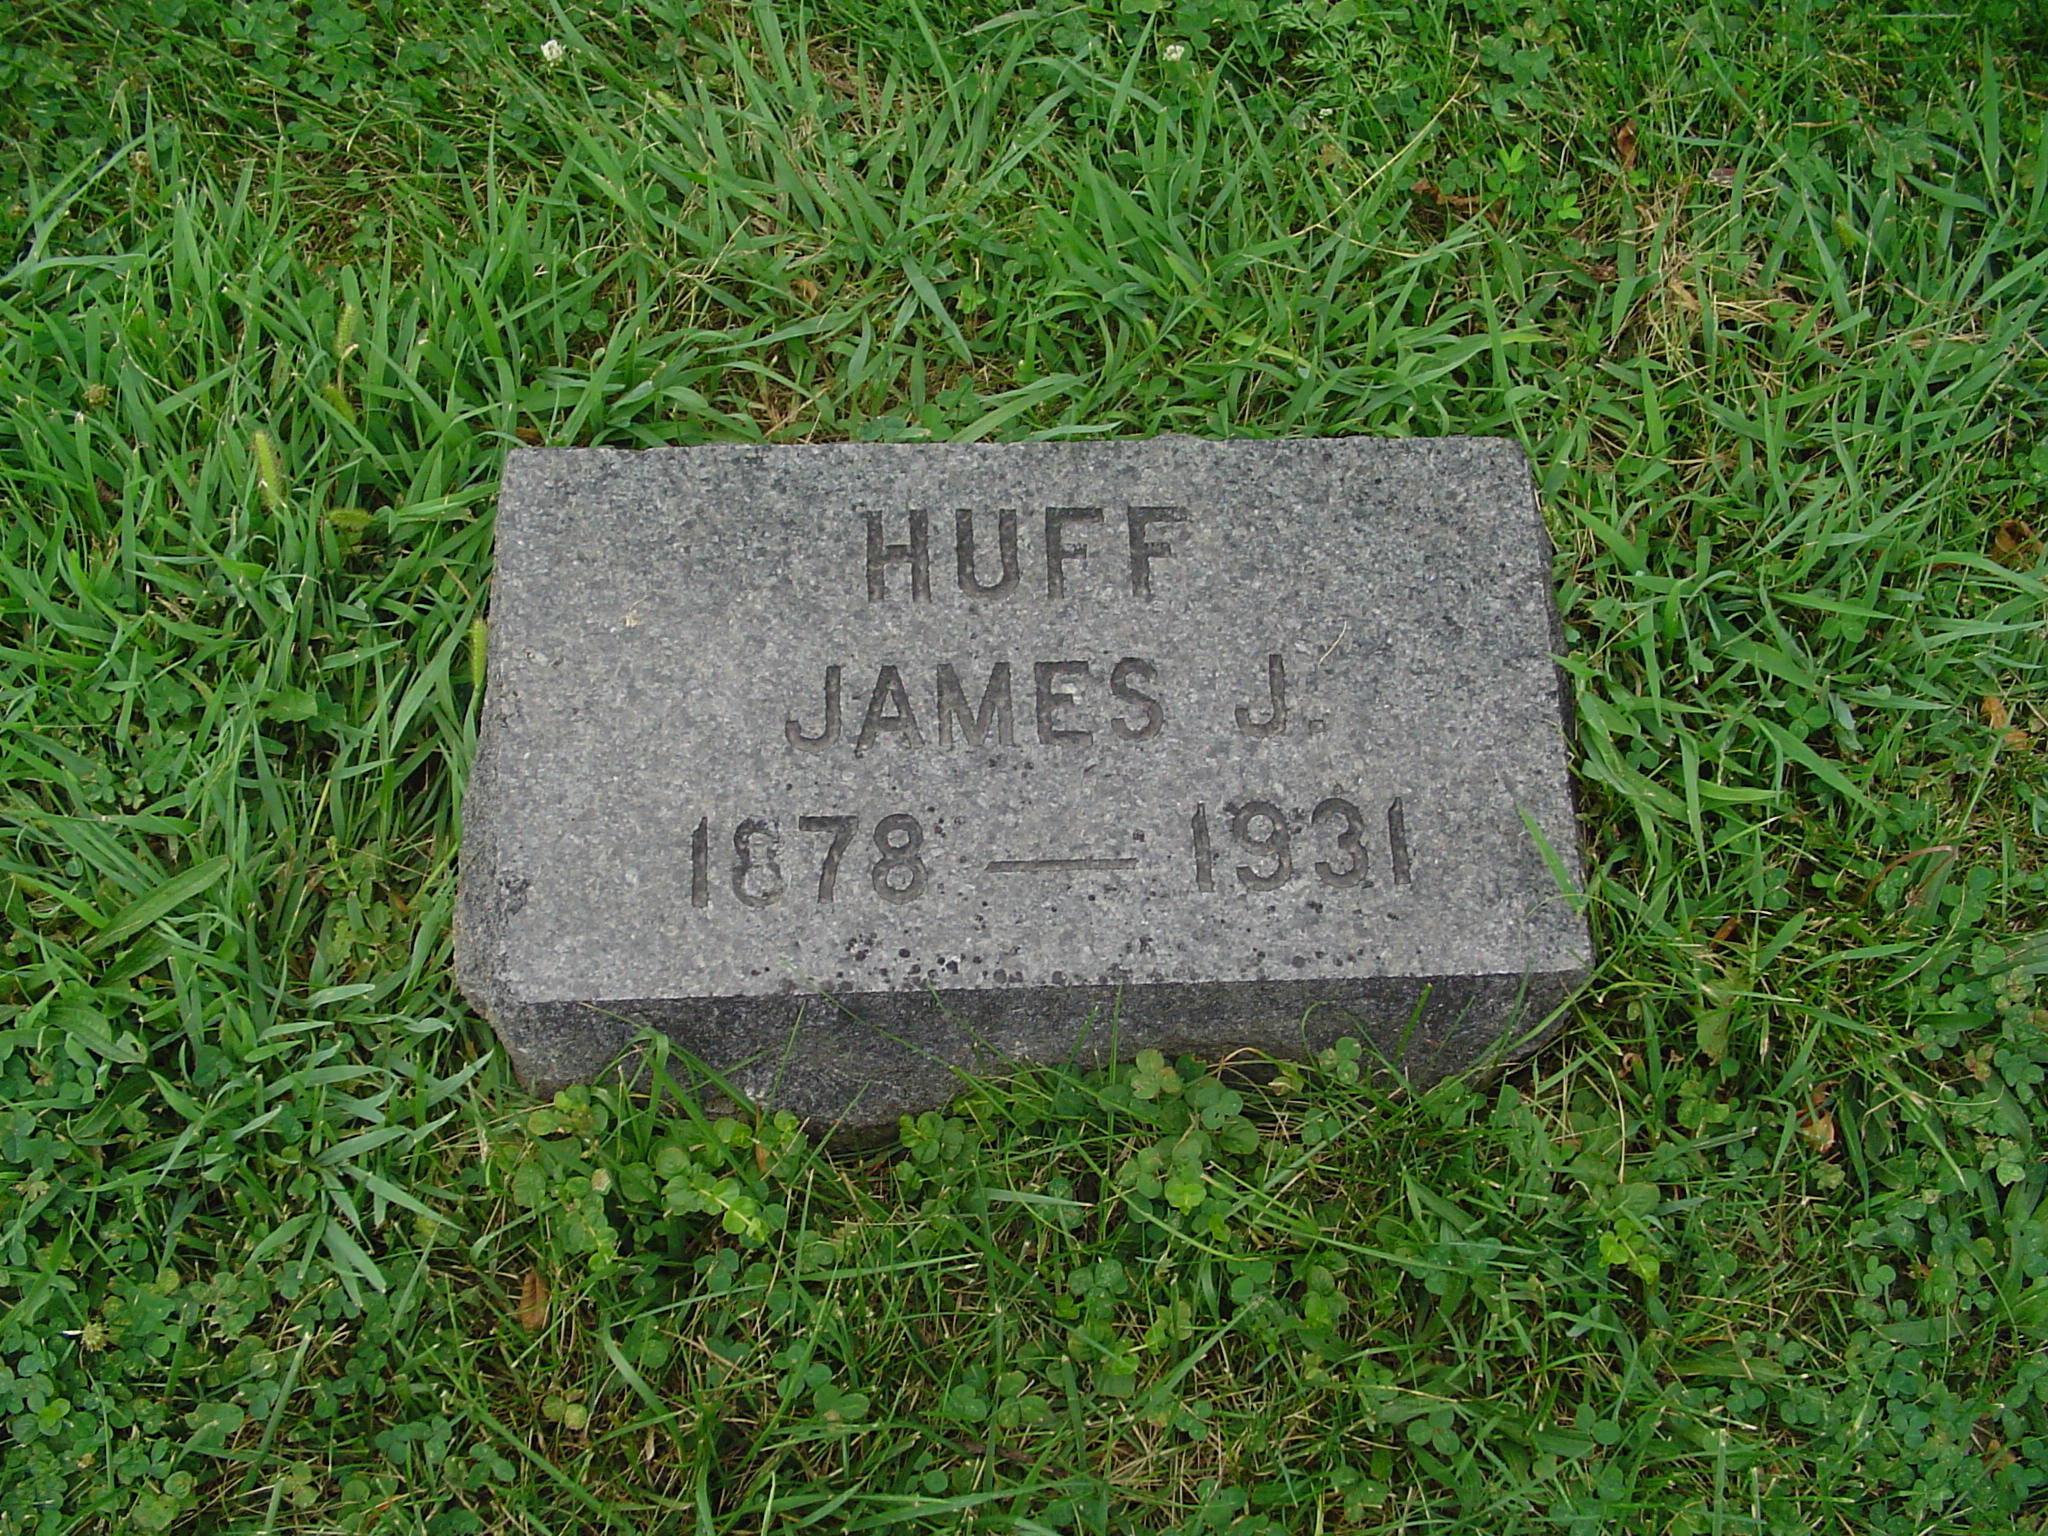 HUFF
JAMES J.
1878 — 1931